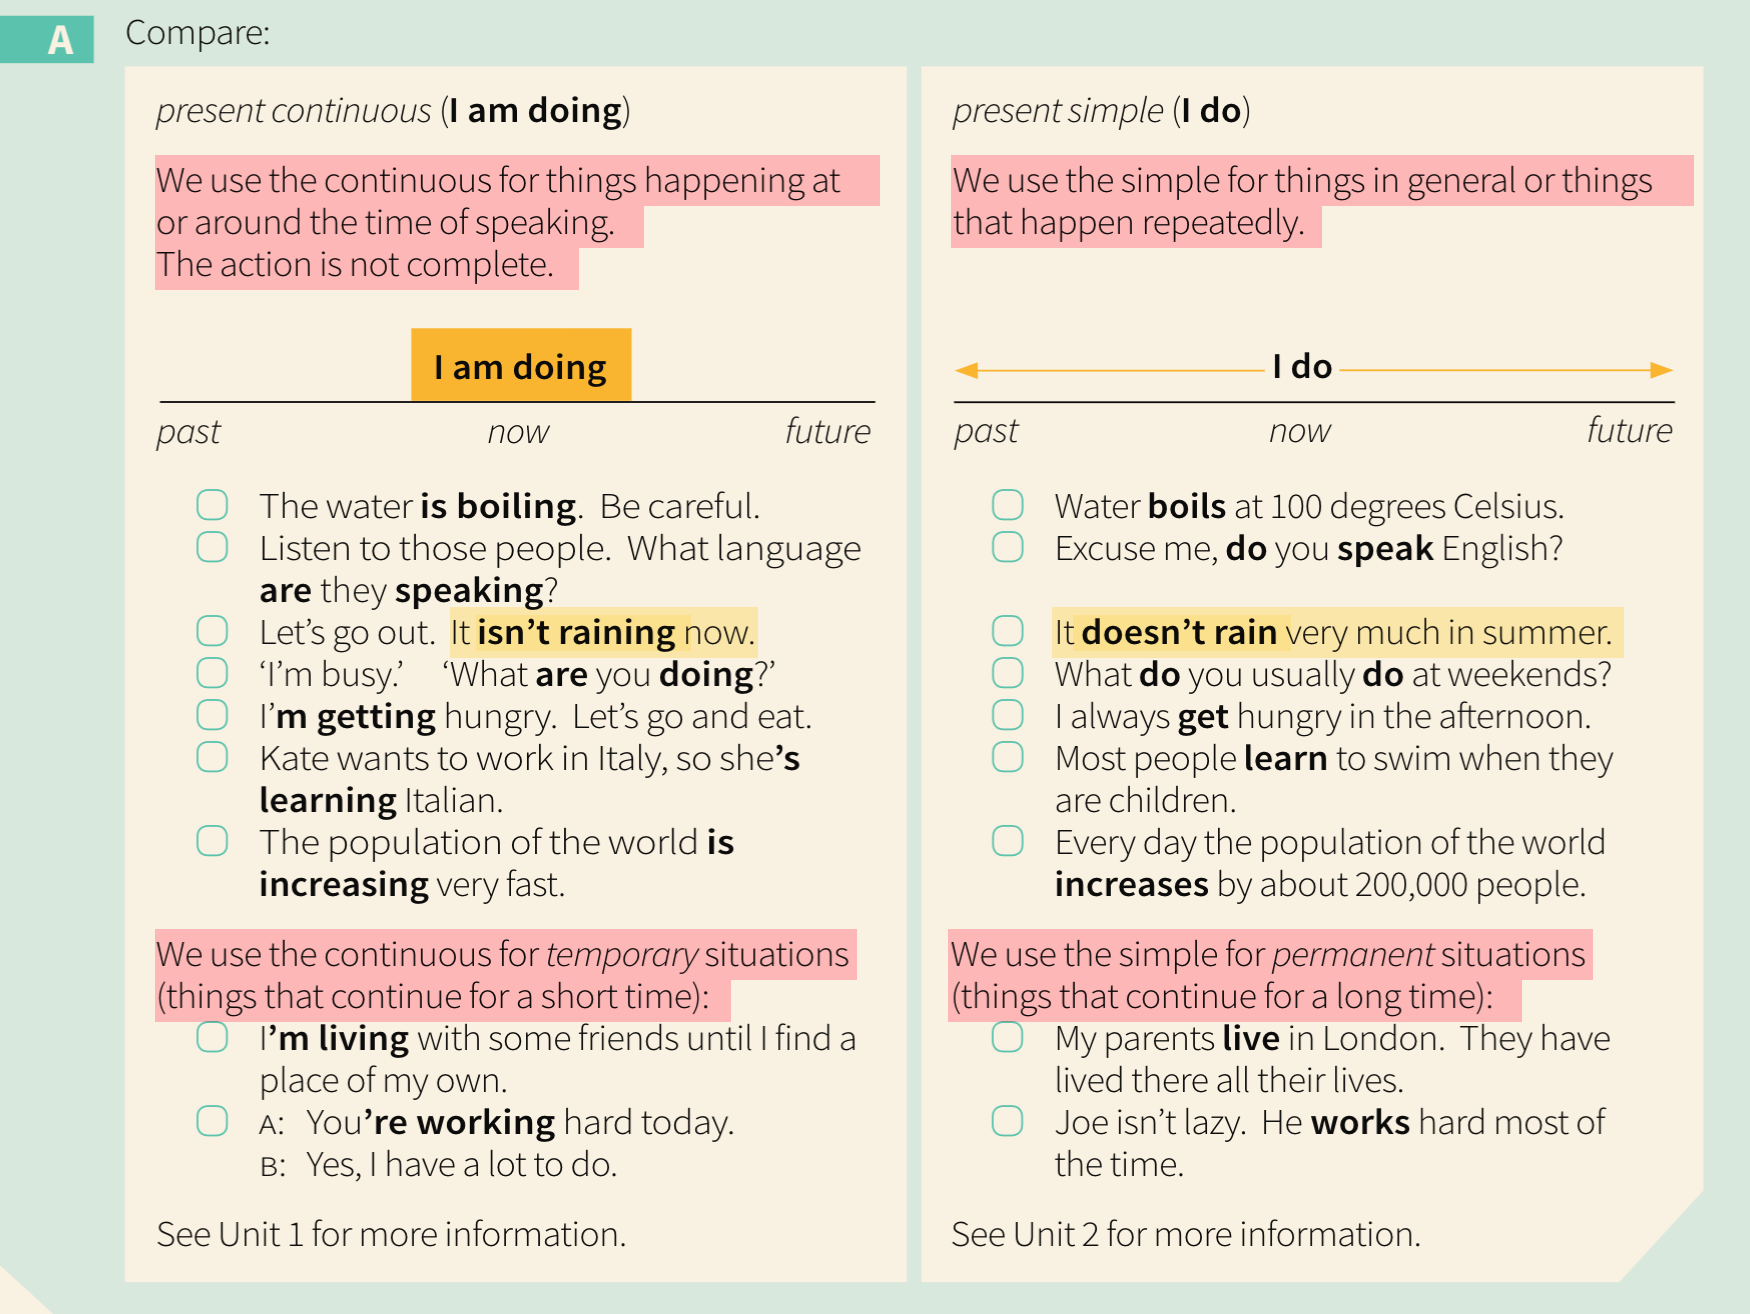 A
Compare:
present continuous (I am doing)
We use the continuous for things happening at
or around the time of speaking.
The action is not complete.
I am doing
past now future
The water is boiling. Be careful.
Listen to those people. What language
are they speaking?
Let’s go out. It isn’t raining now.
‘I’m busy.’ ‘What are you doing?’
I’m getting hungry. Let’s go and eat.
Kate wants to work in Italy, so she’s
learning Italian.
The population of the world is
increasing very fast.
We use the continuous for temporary situations
(things that continue for a short time):
I’m living with some friends until I find a
place of my own.
A: You’re working hard today.
B: Yes, I have a lot to do.
See Unit 1 for more information.
present simple (I do)
We use the simple for things in general or things
that happen repeatedly.
I do
past now future
Water boils at 100 degrees Celsius.
Excuse me, do you speak English?
It doesn’t rain very much in summer.
What do you usually do at weekends?
I always get hungry in the afternoon.
Most people learn to swim when they
are children.
Every day the population of the world
increases by about 200,000 people.
We use the simple for permanent situations
(things that continue for a long time):
My parents live in London. They have
lived there all their lives.
Joe isn’t lazy. He works hard most of
the time.
See Unit 2 for more information.